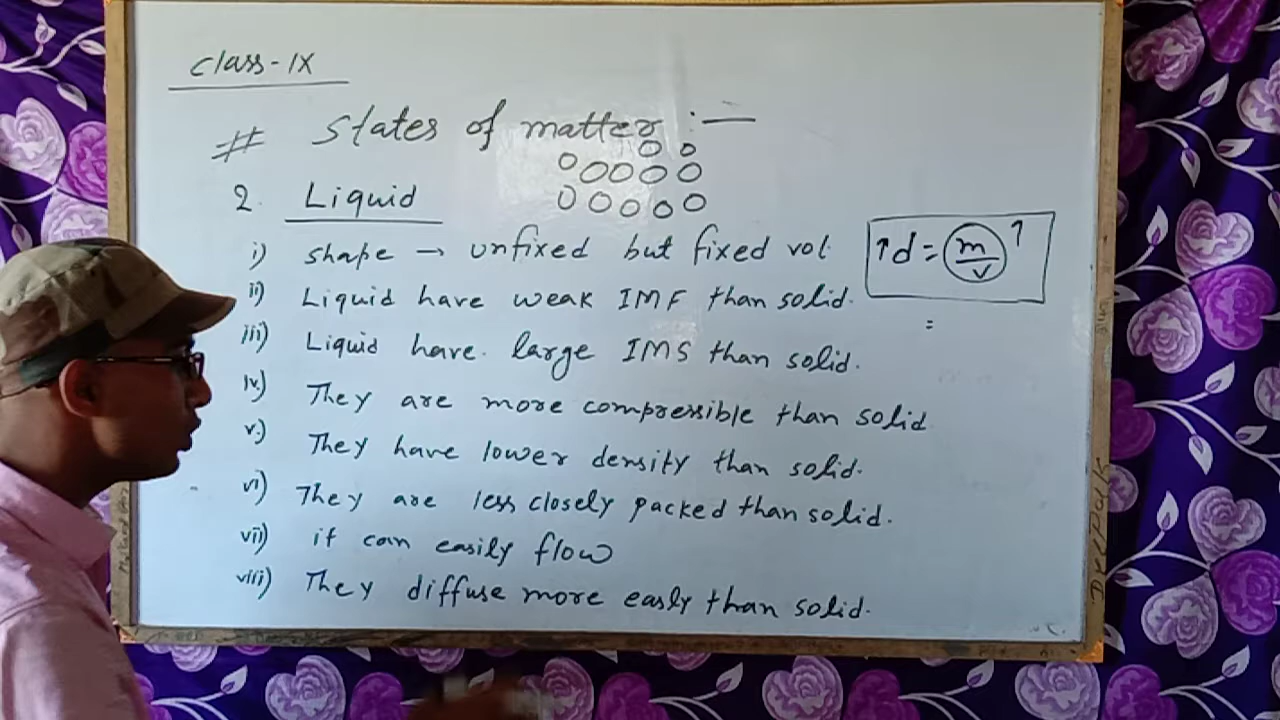 Class-IX
# States of matter :—
2. Liquid
i) shape → unfixed but fixed vol
↑d = m/v ↑
=
ii) Liquid have weak IMF than solid.
iii) Liquid have large IMS than solid.
iv.) They are more compressible than solid
v.) They have lower density than solid.
vi) They are less closely packed than solid.
vii) it can easily flow
viii) They diffuse more easly than solid.